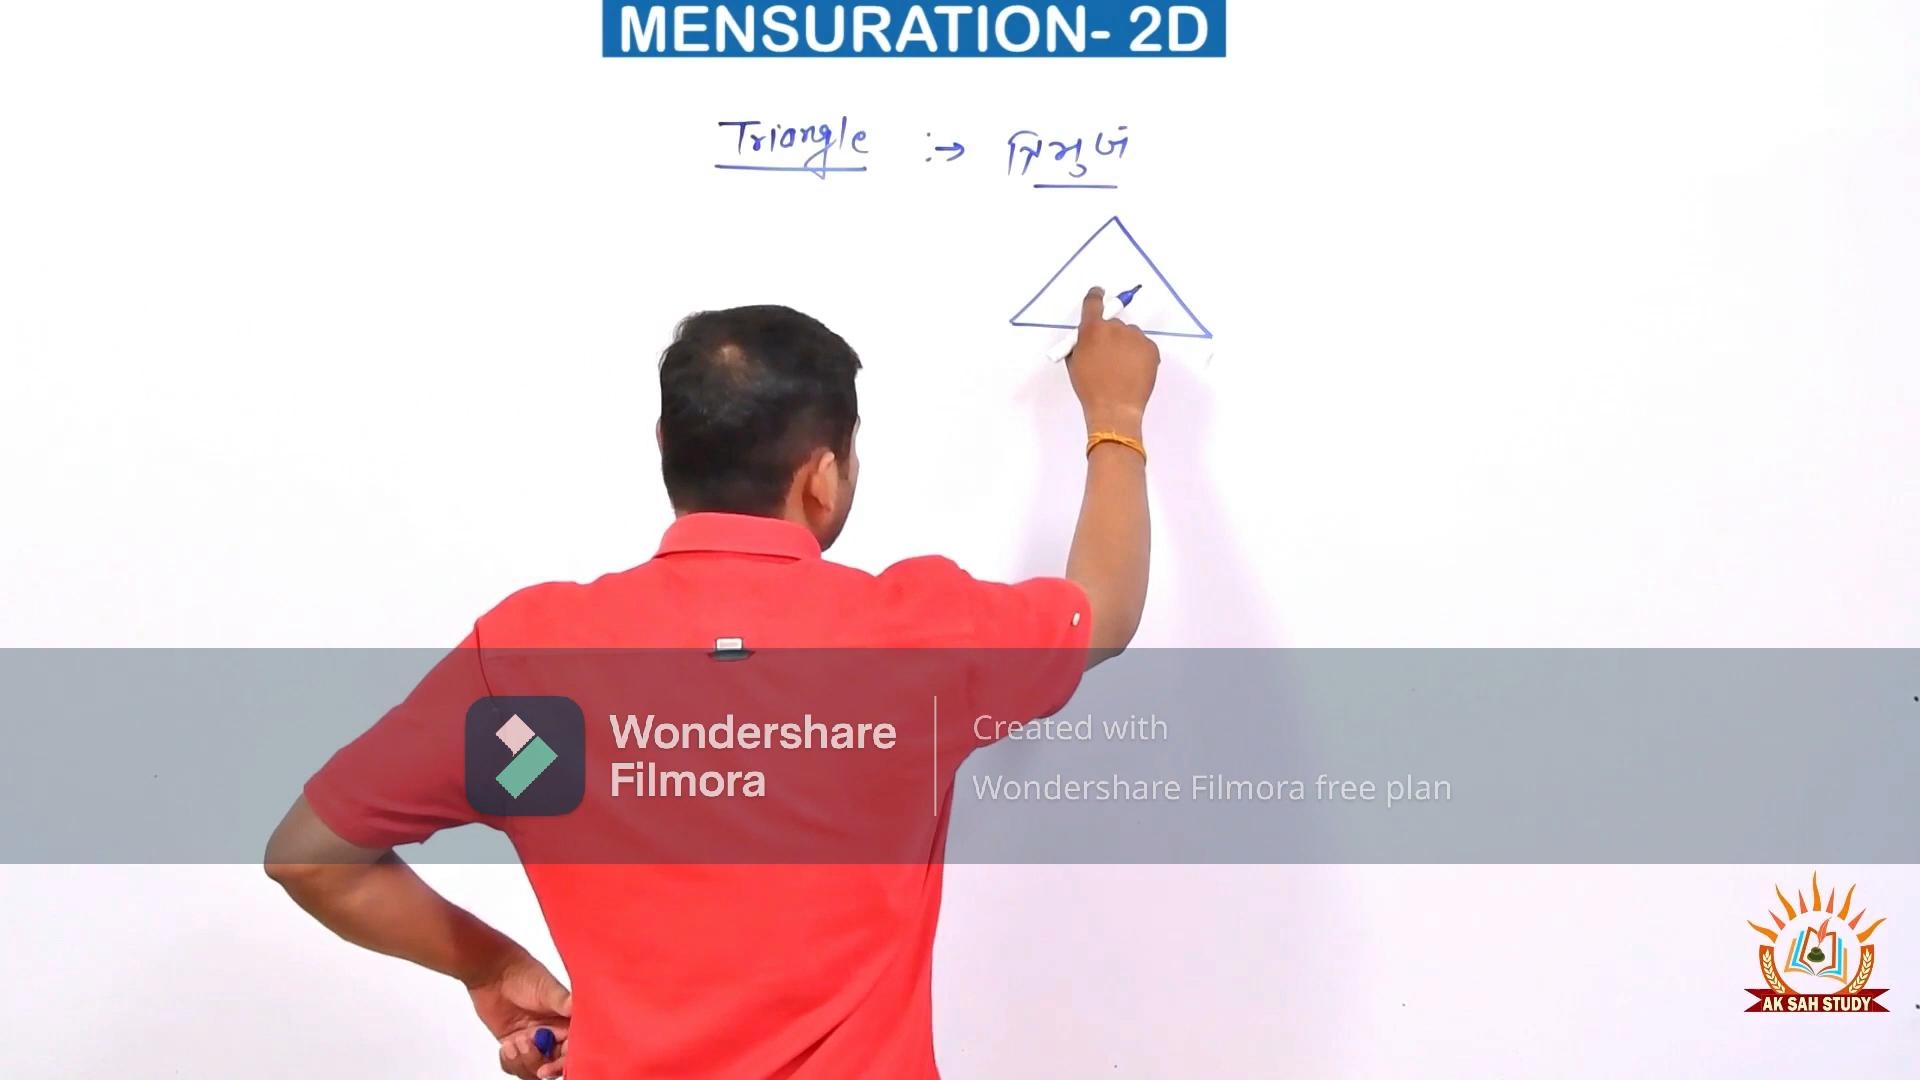 MENSURATION- 2D
Triangle :→ त्रिभुज
Wondershare
Filmora
Created with
Wondershare Filmora free plan
AK SAH STUDY